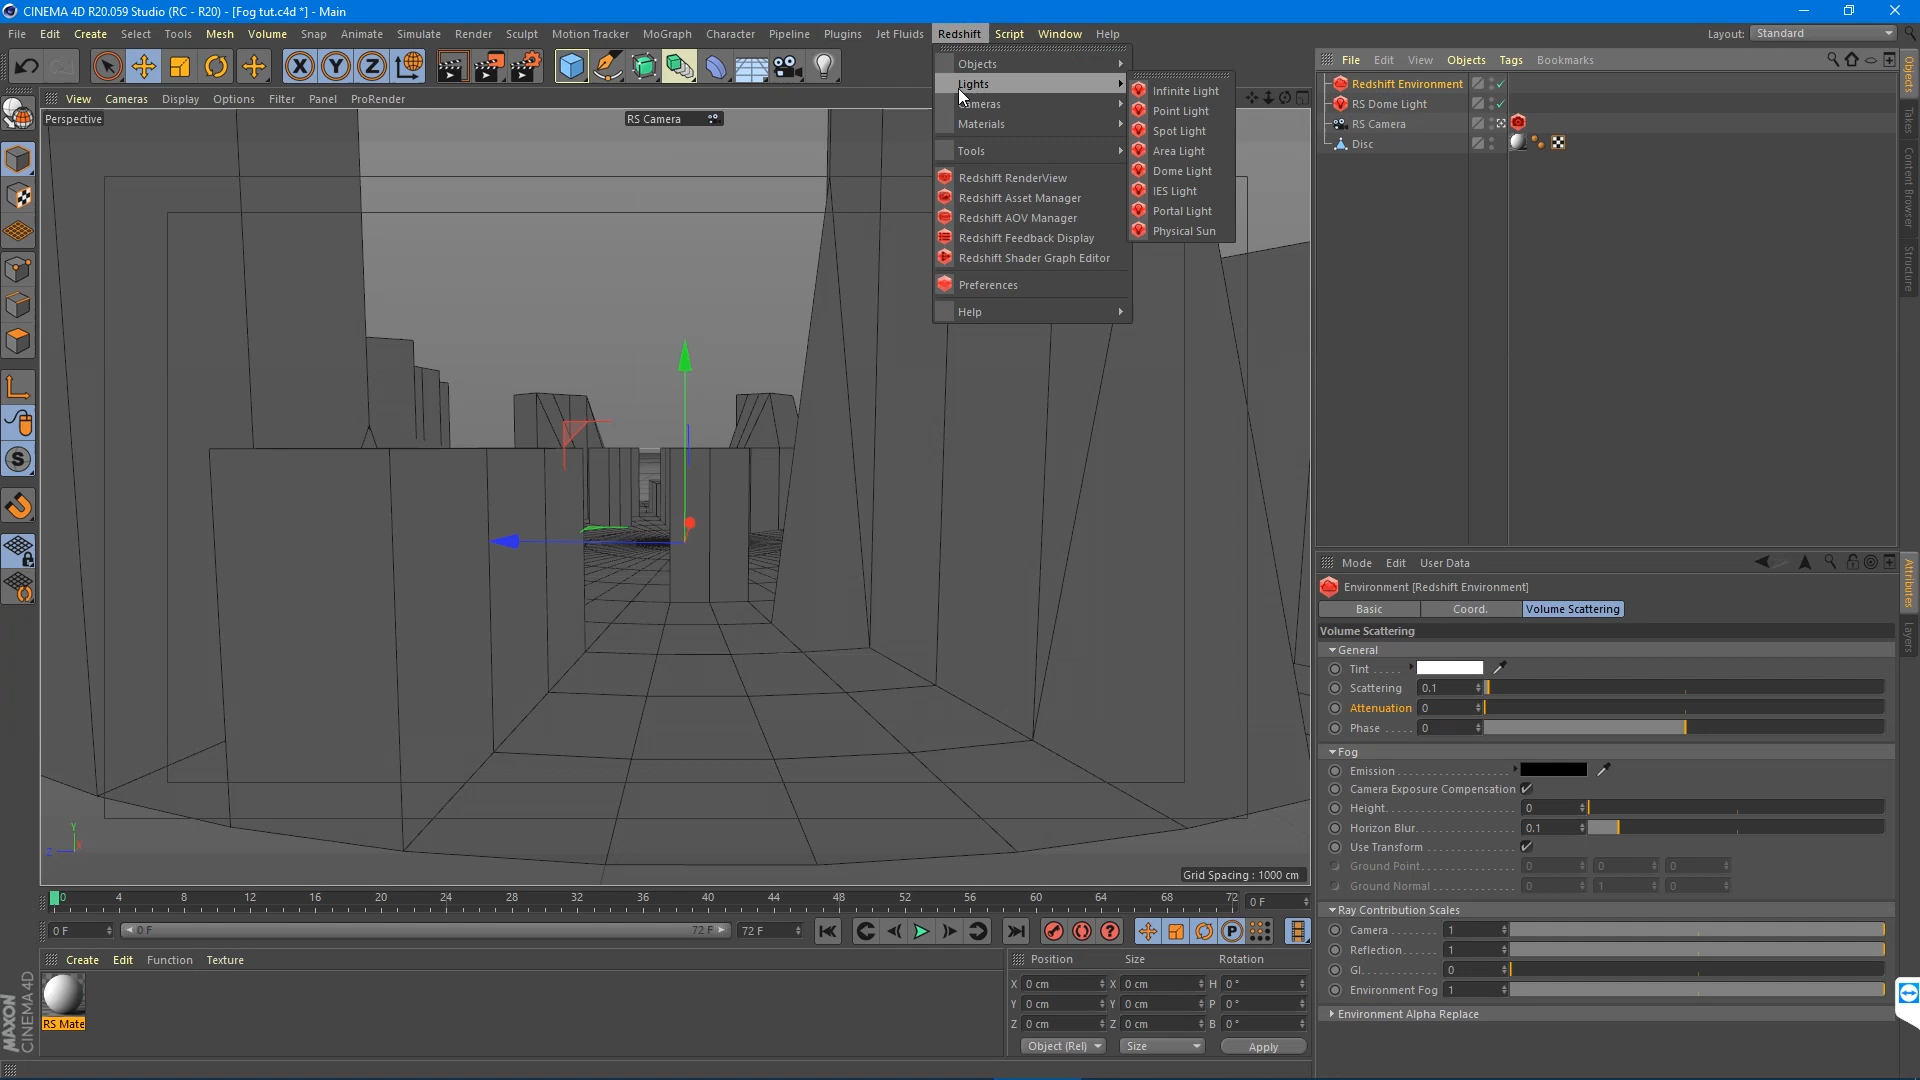 CINEMA 4D R20.059 Studio (RC - R20) - [Fog tut.c4d *] - Main
File Edit Create Select Tools Mesh Volume Snap Animate Simulate Render Sculpt Motion Tracker MoGraph Character Pipeline Plugins Jet Fluids Redshift Script Window Help
Layout: Standard
View Cameras Display Options Filter Panel ProRender
Perspective
RS Camera
Objects
Lights
Cameras
Materials
Tools
Redshift RenderView
Redshift Asset Manager
Redshift AOV Manager
Redshift Feedback Display
Redshift Shader Graph Editor
Preferences
Help
Infinite Light
Point Light
Spot Light
Area Light
Dome Light
IES Light
Portal Light
Physical Sun
File Edit View Objects Tags Bookmarks
Redshift Environment
RS Dome Light
RS Camera
Disc
Objects
Takes
Content Browser
Structure
Mode Edit User Data
Environment [Redshift Environment]
Basic Coord. Volume Scattering
Volume Scattering
General
Tint
Scattering 0.1
Attenuation 0
Phase 0
Fog
Emission
Camera Exposure Compensation
Height 0
Horizon Blur 0.1
Use Transform
Ground Point 0 0 0
Ground Normal 0 1 0
Ray Contribution Scales
Camera 1
Reflection 1
GI 0
Environment Fog 1
Environment Alpha Replace
Attributes
Layers
Y
Z
X
Grid Spacing : 1000 cm
0 4 8 12 16 20 24 28 32 36 40 44 48 52 56 60 64 68 72 0 F
0 F 0 F 72 F 72 F
Create Edit Function Texture
RS Mate
MAXON
CINEMA 4D
Position Size Rotation
X 0 cm X 0 cm H 0 °
Y 0 cm Y 0 cm P 0 °
Z 0 cm Z 0 cm B 0 °
Object (Rel) Size Apply